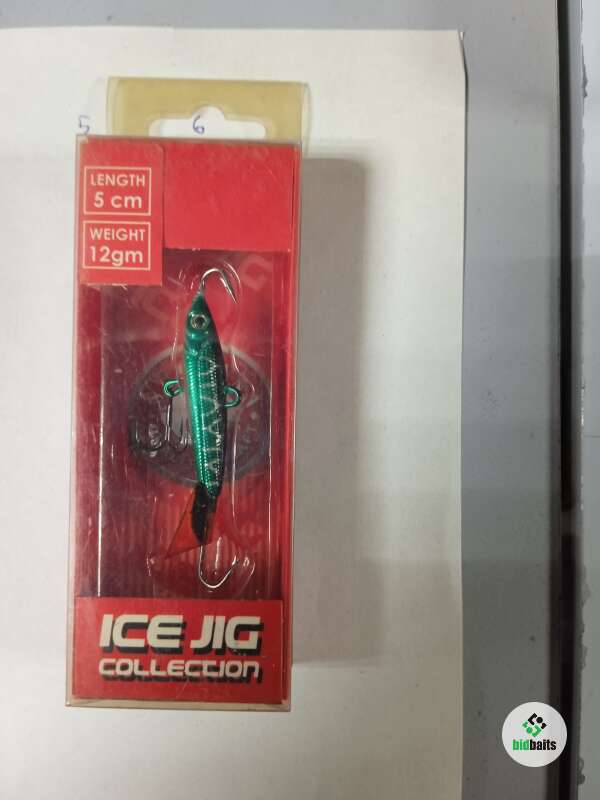 5
6
LENGTH
5 cm
WEIGHT
12gm
ICE JIG
COLLECTION
bidbaits